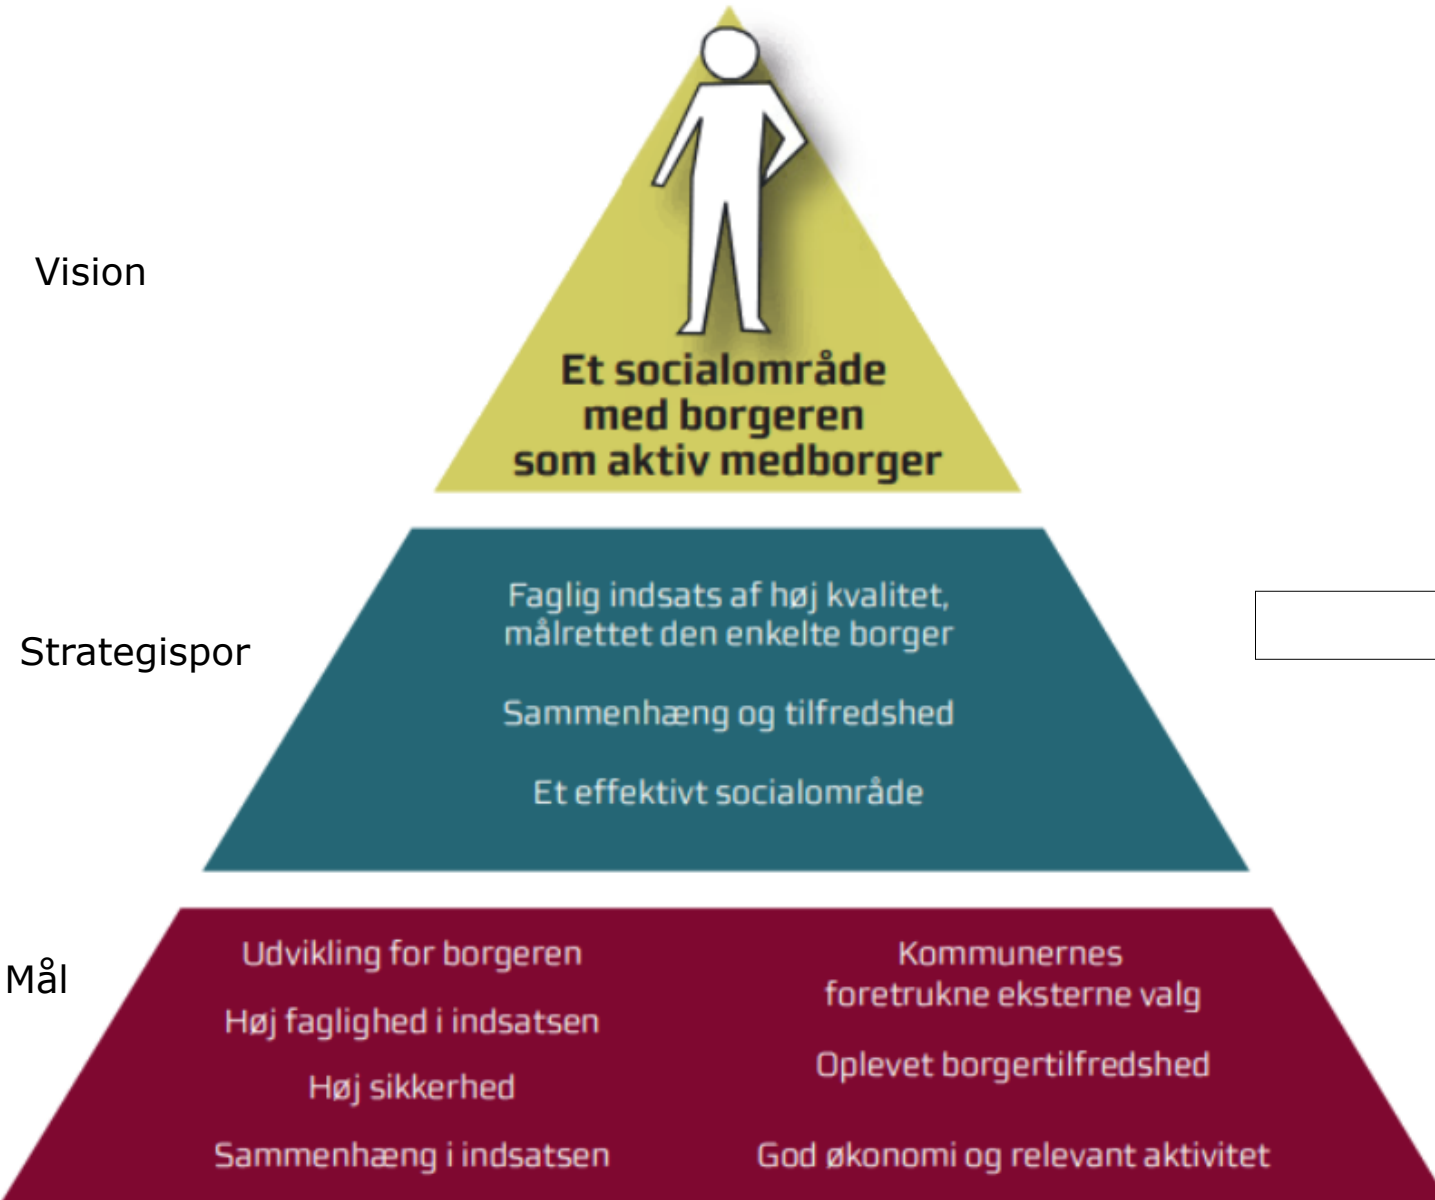 Vision
Et socialområde
med borgeren
som aktiv medborger
Strategispor
Faglig indsats af høj kvalitet,
målrettet den enkelte borger
Sammenhæng og tilfredshed
Et effektivt socialområde
Mål
Udvikling for borgeren
Høj faglighed i indsatsen
Høj sikkerhed
Sammenhæng i indsatsen
Kommunernes
foretrukne eksterne valg
Oplevet borgertilfredshed
God økonomi og relevant aktivitet